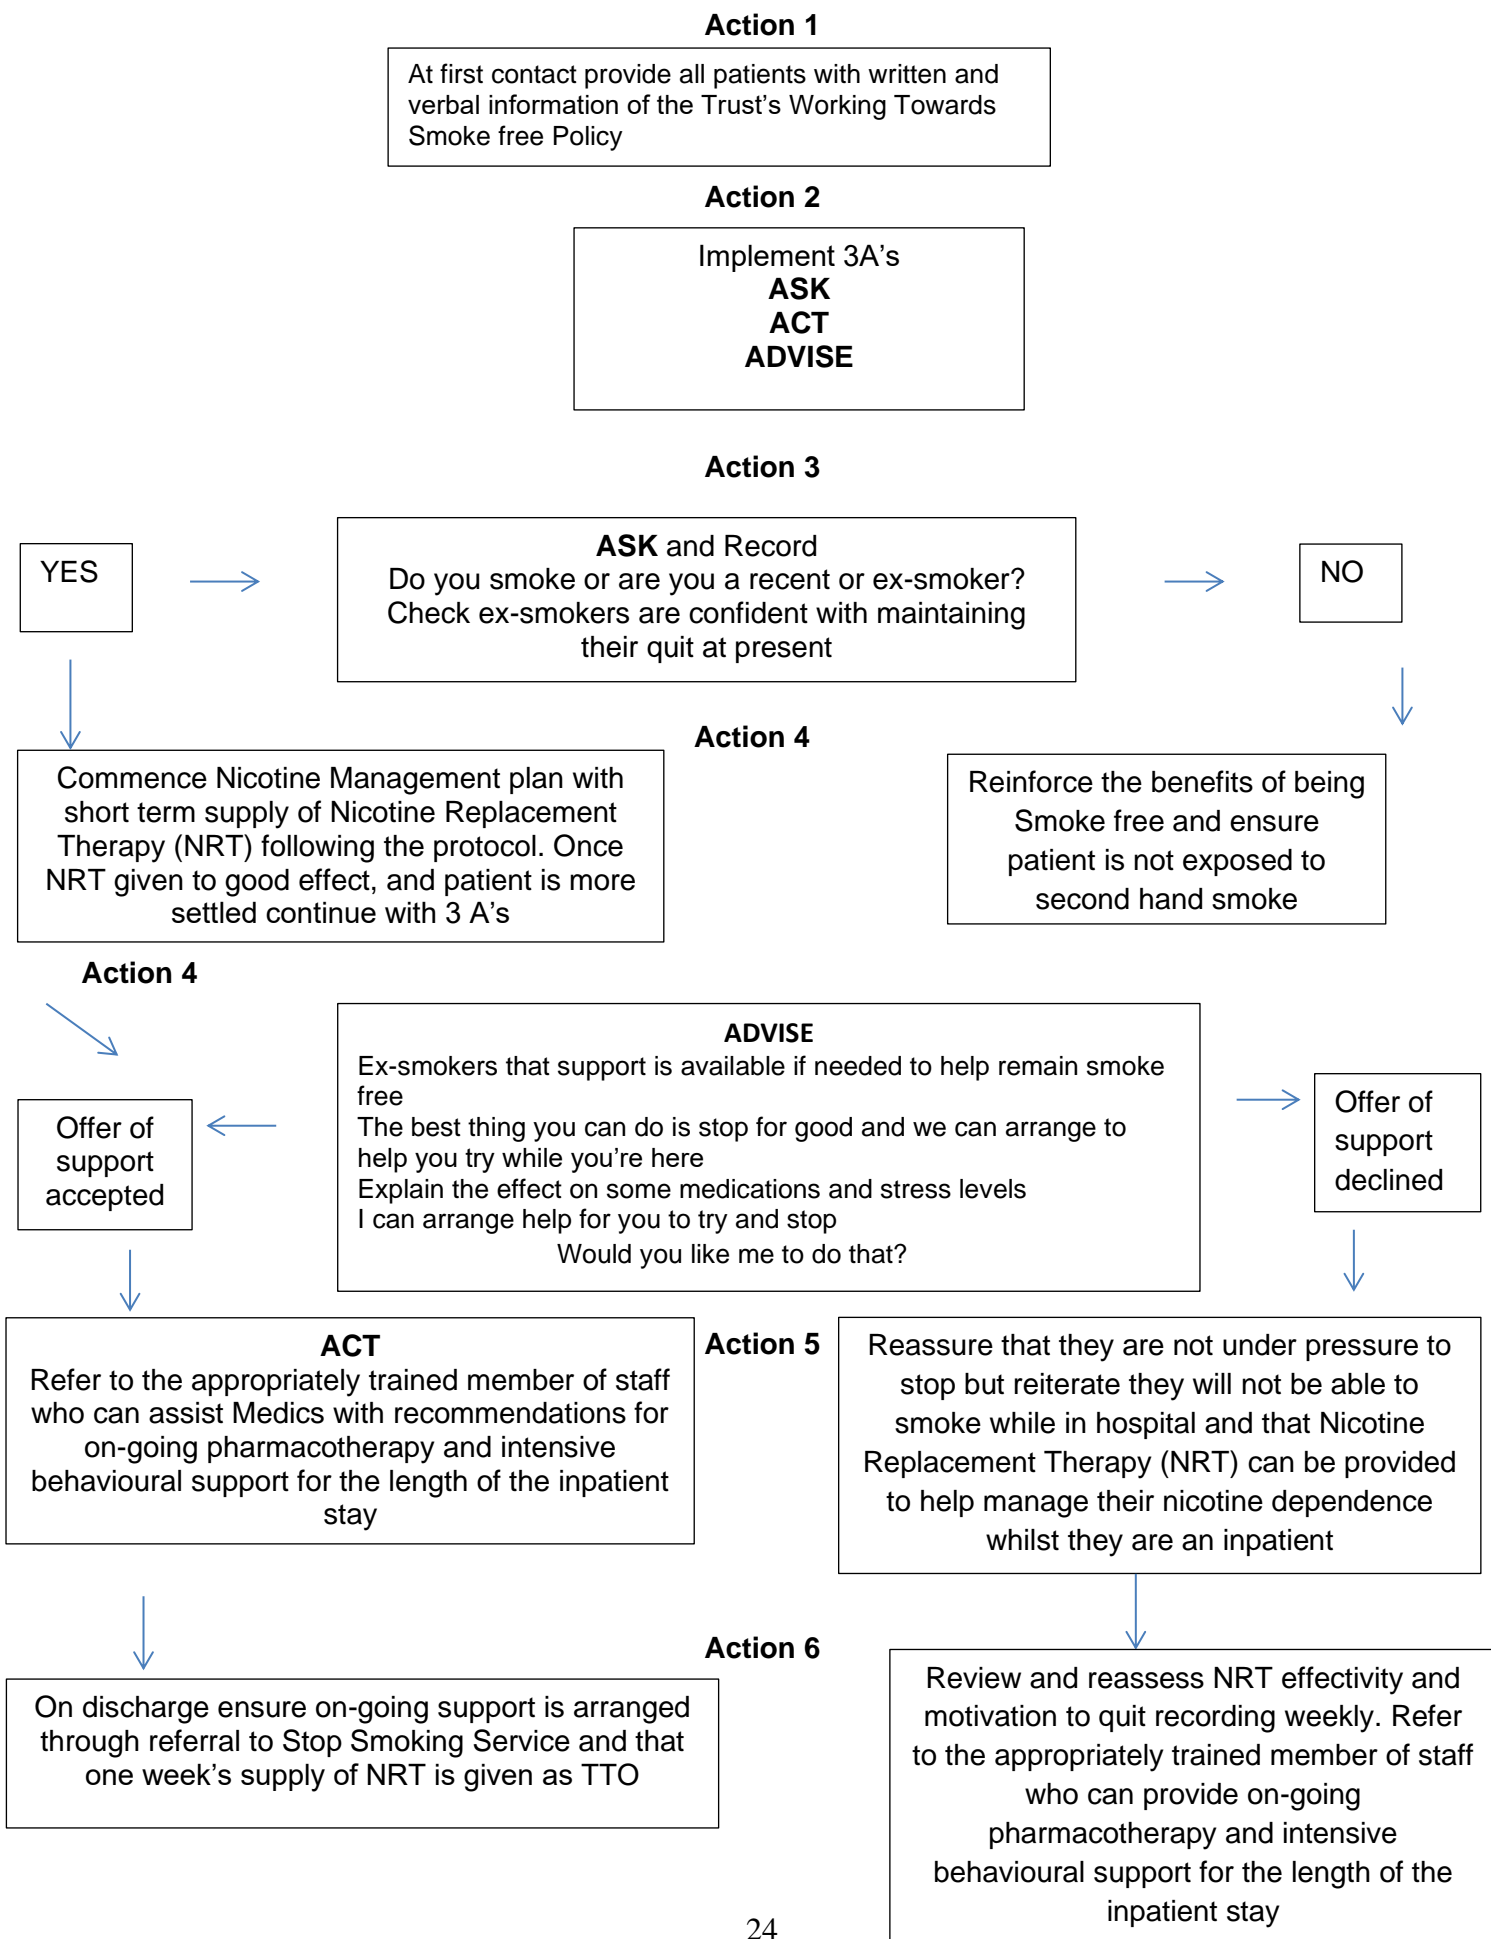 Action 1
At first contact provide all patients with written and
verbal information of the Trust’s Working Towards
Smoke free Policy
Action 2
Implement 3A’s
ASK
ACT
ADVISE
Action 3
YES
ASK and Record
Do you smoke or are you a recent or ex-smoker?
Check ex-smokers are confident with maintaining
their quit at present
NO
Action 4
Commence Nicotine Management plan with
short term supply of Nicotine Replacement
Therapy (NRT) following the protocol. Once
NRT given to good effect, and patient is more
settled continue with 3 A’s
Reinforce the benefits of being
Smoke free and ensure
patient is not exposed to
second hand smoke
Action 4
Offer of
support
accepted
ADVISE
Ex-smokers that support is available if needed to help remain smoke
free
The best thing you can do is stop for good and we can arrange to
help you try while you’re here
Explain the effect on some medications and stress levels
I can arrange help for you to try and stop
Would you like me to do that?
Offer of
support
declined
ACT
Refer to the appropriately trained member of staff
who can assist Medics with recommendations for
on-going pharmacotherapy and intensive
behavioural support for the length of the inpatient
stay
Action 5
Reassure that they are not under pressure to
stop but reiterate they will not be able to
smoke while in hospital and that Nicotine
Replacement Therapy (NRT) can be provided
to help manage their nicotine dependence
whilst they are an inpatient
Action 6
On discharge ensure on-going support is arranged
through referral to Stop Smoking Service and that
one week’s supply of NRT is given as TTO
Review and reassess NRT effectivity and
motivation to quit recording weekly. Refer
to the appropriately trained member of staff
who can provide on-going
pharmacotherapy and intensive
behavioural support for the length of the
inpatient stay
24